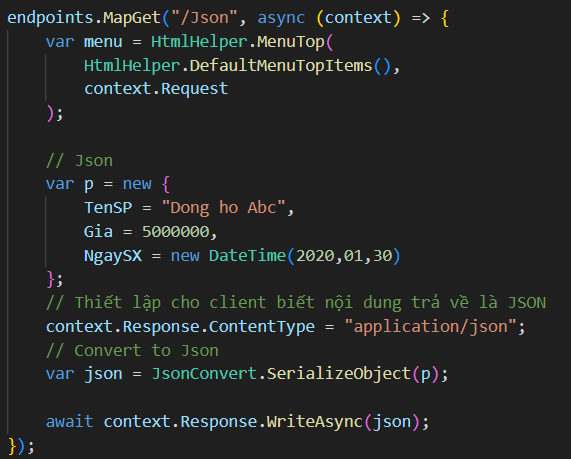 endpoints.MapGet("/Json", async (context) => {
    var menu = HtmlHelper.MenuTop(
        HtmlHelper.DefaultMenuTopItems(),
        context.Request
    );

    // Json
    var p = new {
        TenSP = "Dong ho Abc",
        Gia = 5000000,
        NgaySX = new DateTime(2020,01,30)
    };
    // Thiết lập cho client biết nội dung trả về là JSON
    context.Response.ContentType = "application/json";
    // Convert to Json
    var json = JsonConvert.SerializeObject(p);

    await context.Response.WriteAsync(json);
});